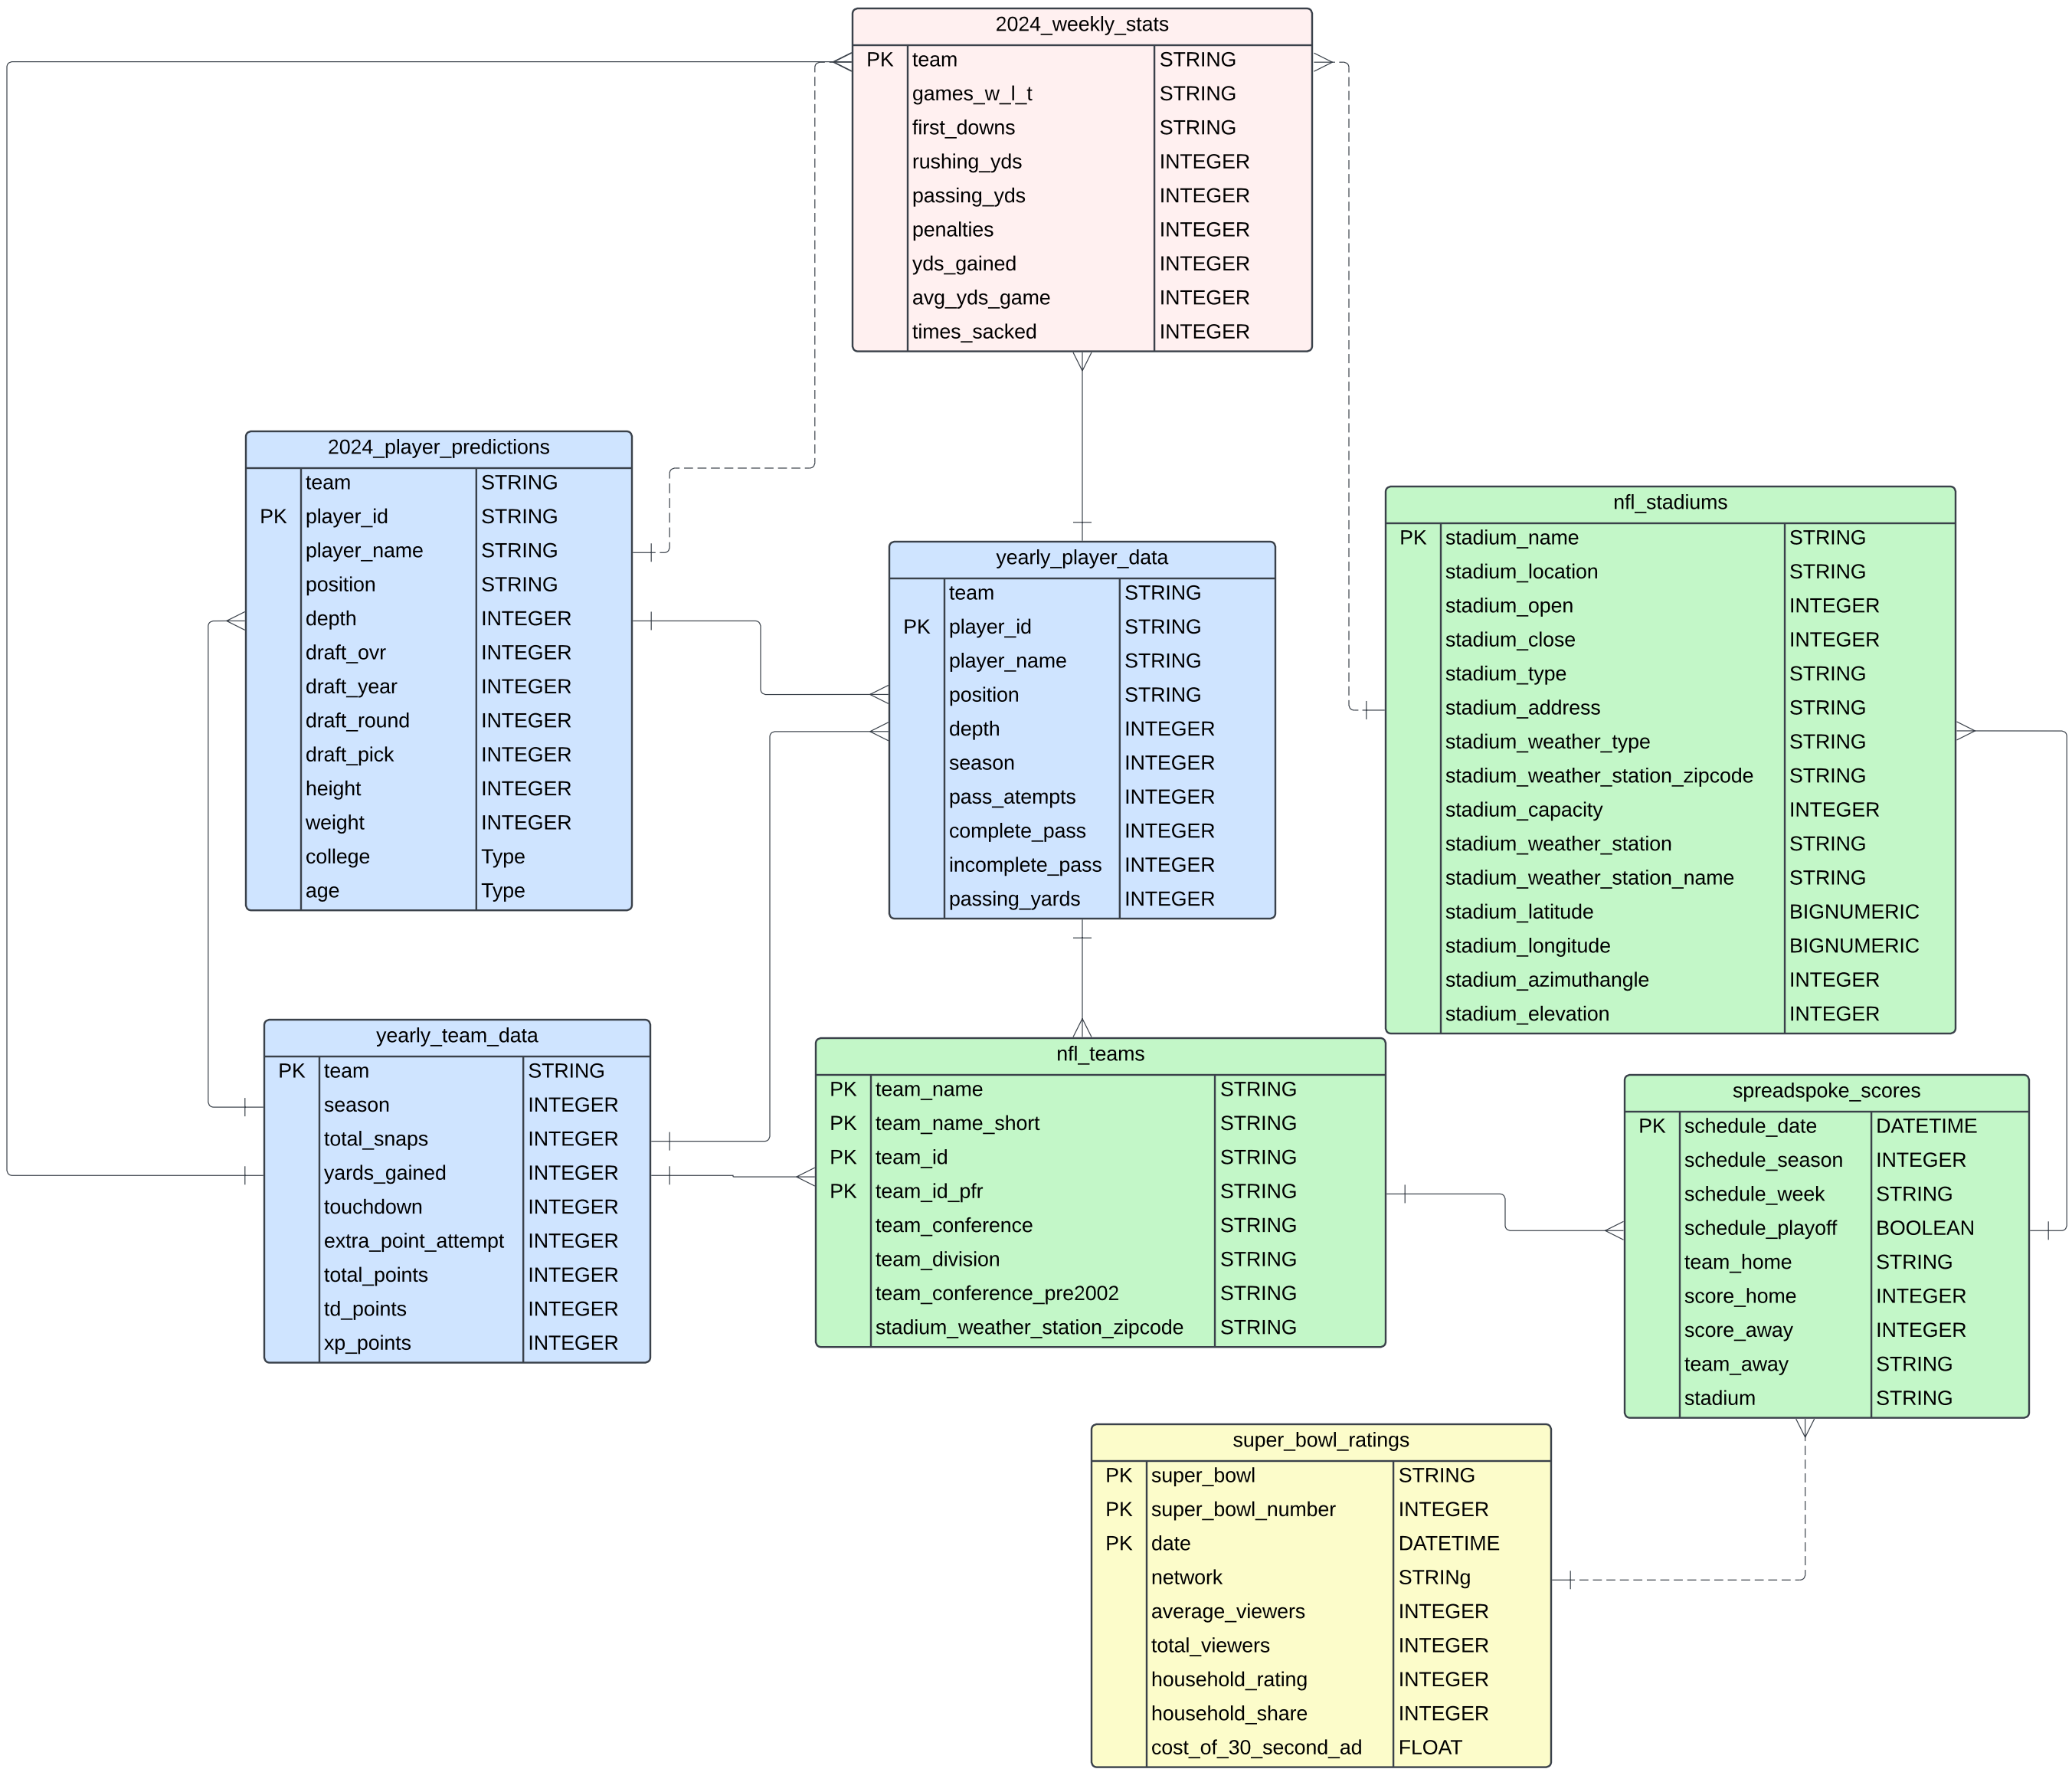 2024_weekly_stats
PK team STRING
games_w_l_t STRING
first_downs STRING
rushing_yds INTEGER
passing_yds INTEGER
penalties INTEGER
yds_gained INTEGER
avg_yds_game INTEGER
times_sacked INTEGER
2024_player_predictions
team STRING
PK player_id STRING
player_name STRING
position STRING
depth INTEGER
draft_ovr INTEGER
draft_year INTEGER
draft_round INTEGER
draft_pick INTEGER
height INTEGER
weight INTEGER
college Type
age Type
yearly_player_data
team STRING
PK player_id STRING
player_name STRING
position STRING
depth INTEGER
season INTEGER
pass_atempts INTEGER
complete_pass INTEGER
incomplete_pass INTEGER
passing_yards INTEGER
nfl_stadiums
PK stadium_name STRING
stadium_location STRING
stadium_open INTEGER
stadium_close INTEGER
stadium_type STRING
stadium_address STRING
stadium_weather_type STRING
stadium_weather_station_zipcode STRING
stadium_capacity INTEGER
stadium_weather_station STRING
stadium_weather_station_name STRING
stadium_latitude BIGNUMERIC
stadium_longitude BIGNUMERIC
stadium_azimuthangle INTEGER
stadium_elevation INTEGER
yearly_team_data
PK team STRING
season INTEGER
total_snaps INTEGER
yards_gained INTEGER
touchdown INTEGER
extra_point_attempt INTEGER
total_points INTEGER
td_points INTEGER
xp_points INTEGER
nfl_teams
PK team_name STRING
PK team_name_short STRING
PK team_id STRING
PK team_id_pfr STRING
team_conference STRING
team_division STRING
team_conference_pre2002 STRING
stadium_weather_station_zipcode STRING
spreadspoke_scores
PK schedule_date DATETIME
schedule_season INTEGER
schedule_week STRING
schedule_playoff BOOLEAN
team_home STRING
score_home INTEGER
score_away INTEGER
team_away STRING
stadium STRING
super_bowl_ratings
PK super_bowl STRING
PK super_bowl_number INTEGER
PK date DATETIME
network STRINg
average_viewers INTEGER
total_viewers INTEGER
household_rating INTEGER
household_share INTEGER
cost_of_30_second_ad FLOAT